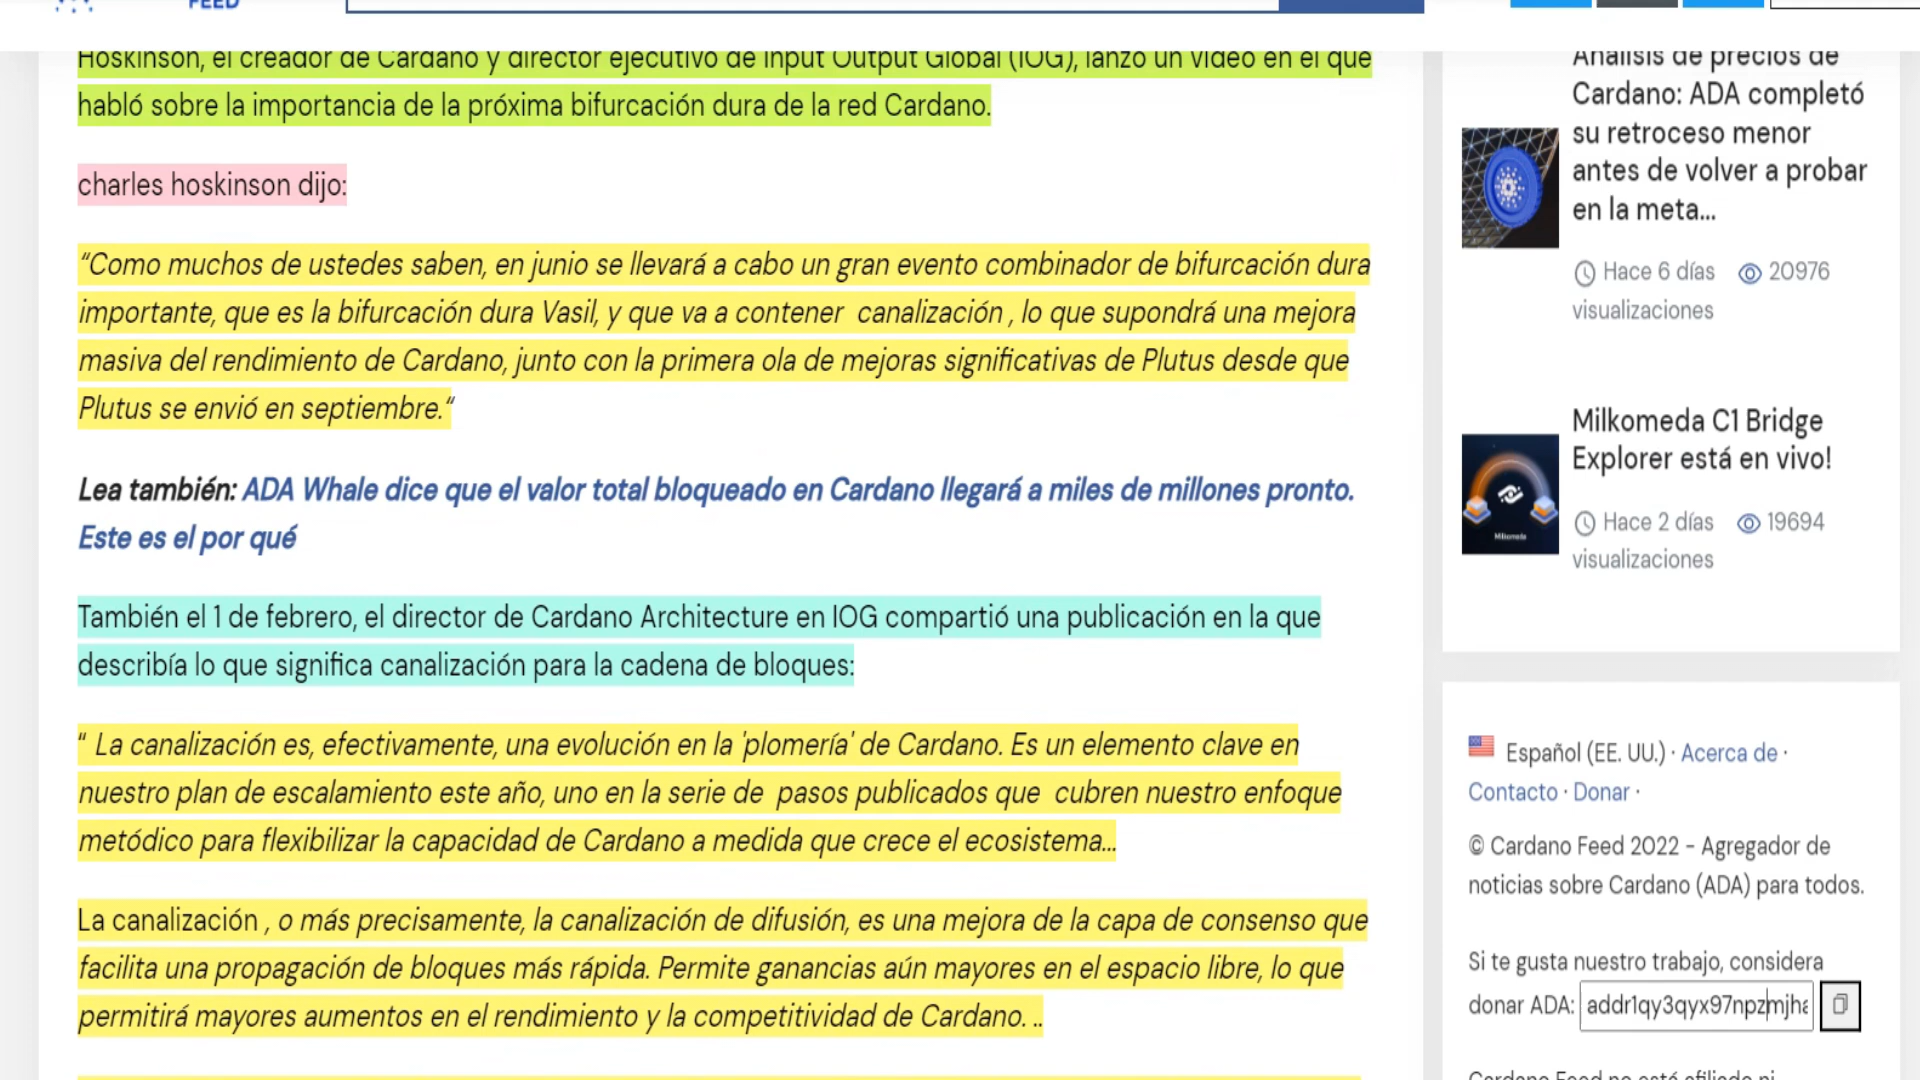 FEED
Hoskinson, el creador de Cardano y director ejecutivo de Input Output Global (IOG), lanzó un video en el que
habló sobre la importancia de la próxima bifurcación dura de la red Cardano.
charles hoskinson dijo:
“Como muchos de ustedes saben, en junio se llevará a cabo un gran evento combinador de bifurcación dura
importante, que es la bifurcación dura Vasil, y que va a contener canalización , lo que supondrá una mejora
masiva del rendimiento de Cardano, junto con la primera ola de mejoras significativas de Plutus desde que
Plutus se envió en septiembre.“
Lea también: ADA Whale dice que el valor total bloqueado en Cardano llegará a miles de millones pronto.
Este es el por qué
También el 1 de febrero, el director de Cardano Architecture en IOG compartió una publicación en la que
describía lo que significa canalización para la cadena de bloques:
“ La canalización es, efectivamente, una evolución en la 'plomería' de Cardano. Es un elemento clave en
nuestro plan de escalamiento este año, uno en la serie de pasos publicados que cubren nuestro enfoque
metódico para flexibilizar la capacidad de Cardano a medida que crece el ecosistema...
La canalización , o más precisamente, la canalización de difusión, es una mejora de la capa de consenso que
facilita una propagación de bloques más rápida. Permite ganancias aún mayores en el espacio libre, lo que
permitirá mayores aumentos en el rendimiento y la competitividad de Cardano. ..
Análisis de precios de
Cardano: ADA completó
su retroceso menor
antes de volver a probar
en la meta...
Hace 6 días 20976
visualizaciones
Milkomeda C1 Bridge
Explorer está en vivo!
Milkomeda
Hace 2 días 19694
visualizaciones
Español (EE. UU.) · Acerca de ·
Contacto · Donar ·
© Cardano Feed 2022 - Agregador de
noticias sobre Cardano (ADA) para todos.
Si te gusta nuestro trabajo, considera
donar ADA: addr1qy3qyx97npzmjha
Cardano Feed no está afiliado ni